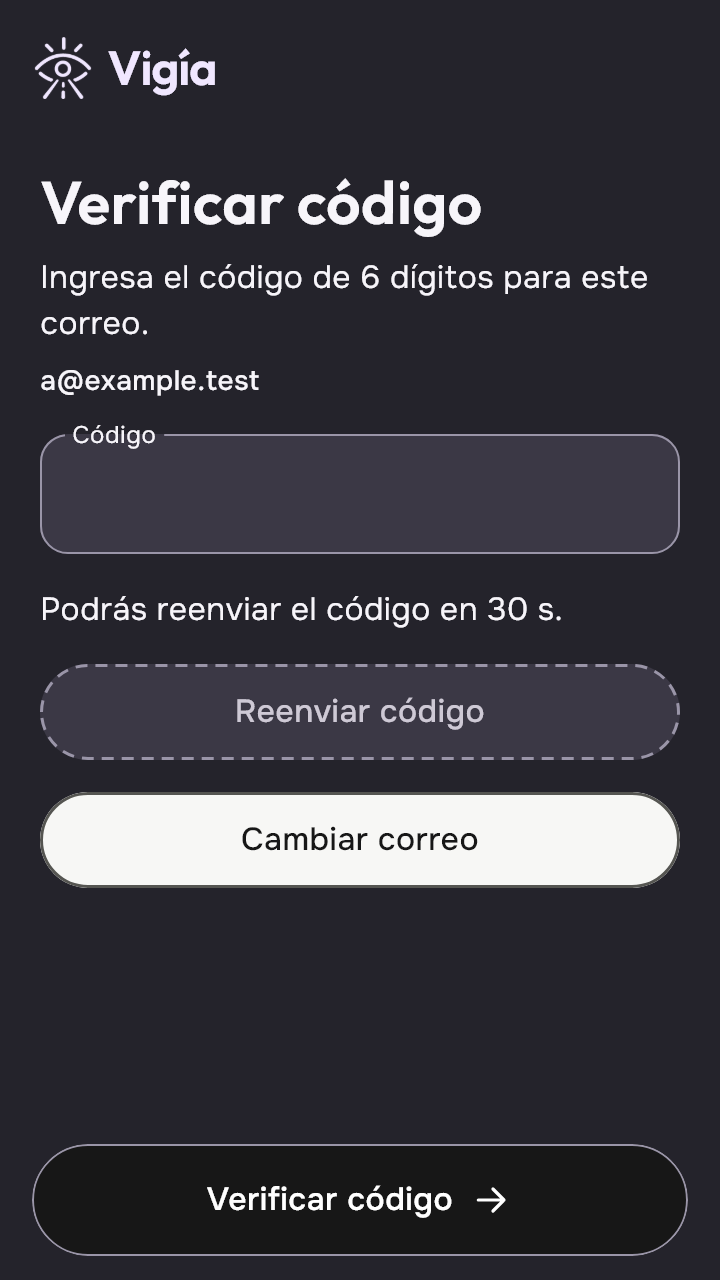 Vigía
Verificar código
Ingresa el código de 6 dígitos para este
correo.
a@example.test
Código
Podrás reenviar el código en 30 s.
Reenviar código
Cambiar correo
Verificar código